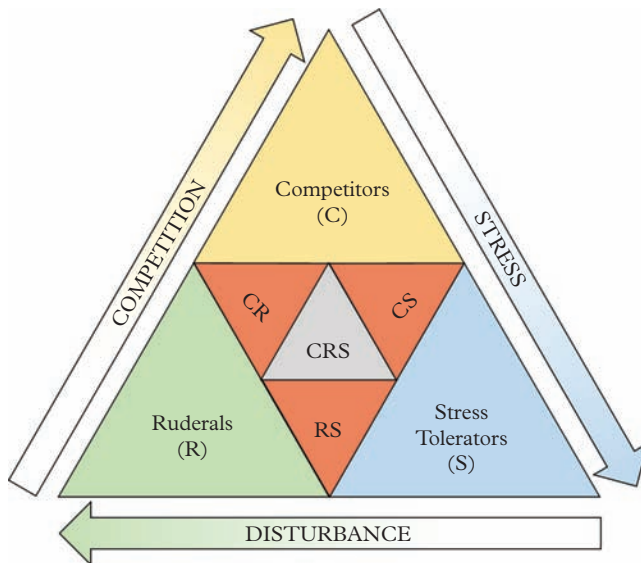 Competitors
(C)
COMPETITION
STRESS
CR
CS
CRS
Ruderals
(R)
RS
Stress
Tolerators
(S)
DISTURBANCE